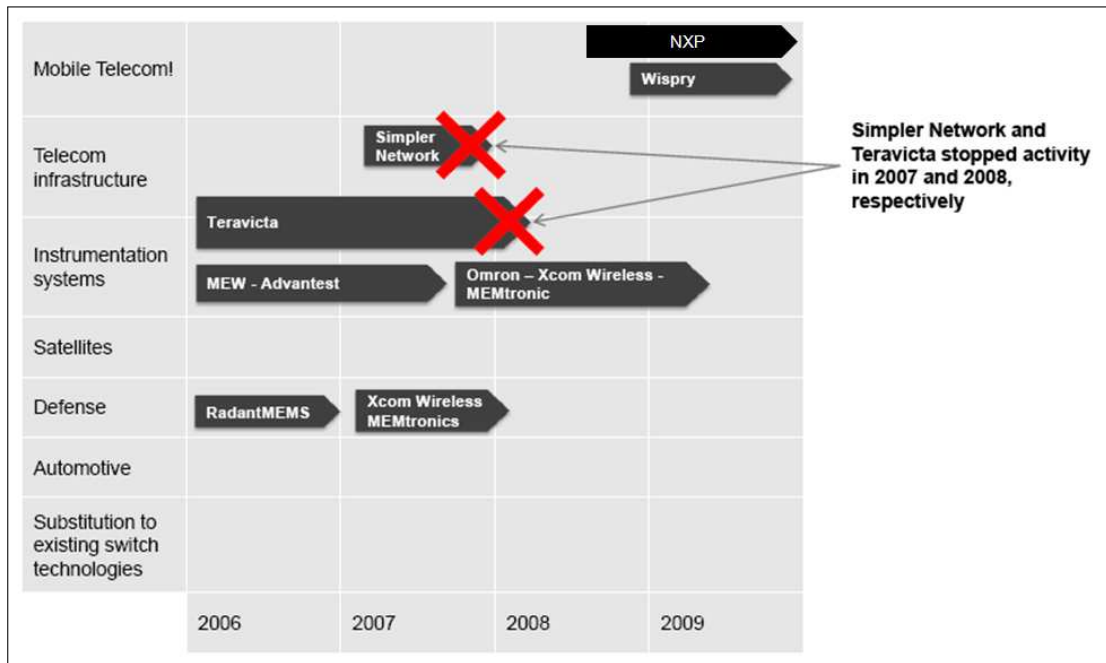 Mobile Telecom!
NXP
Wispry
Telecom
infrastructure
Simpler
Network
Simpler Network and
Teravicta stopped activity
in 2007 and 2008,
respectively
Teravicta
Instrumentation
systems
MEW - Advantest
Omron – Xcom Wireless -
MEMtronic
Satellites
Defense
RadantMEMS
Xcom Wireless
MEMtronics
Automotive
Substitution to
existing switch
technologies
2006
2007
2008
2009